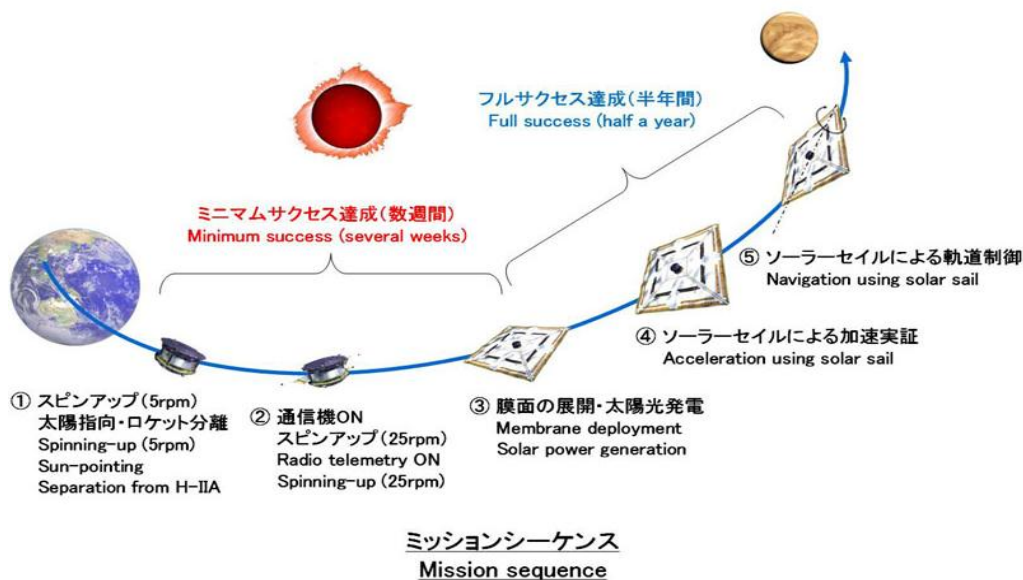 フルサクセス達成(半年間)
Full success (half a year)
ミニマムサクセス達成(数週間)
Minimum success (several weeks)
① スピンアップ(5rpm)
太陽指向・ロケット分離
Spinning-up (5rpm)
Sun-pointing
Separation from H-IIA
② 通信機ON
スピンアップ(25rpm)
Radio telemetry ON
Spinning-up (25rpm)
③ 膜面の展開・太陽光発電
Membrane deployment
Solar power generation
④ ソーラーセイルによる加速実証
Acceleration using solar sail
⑤ ソーラーセイルによる軌道制御
Navigation using solar sail
ミッションシーケンス
Mission sequence